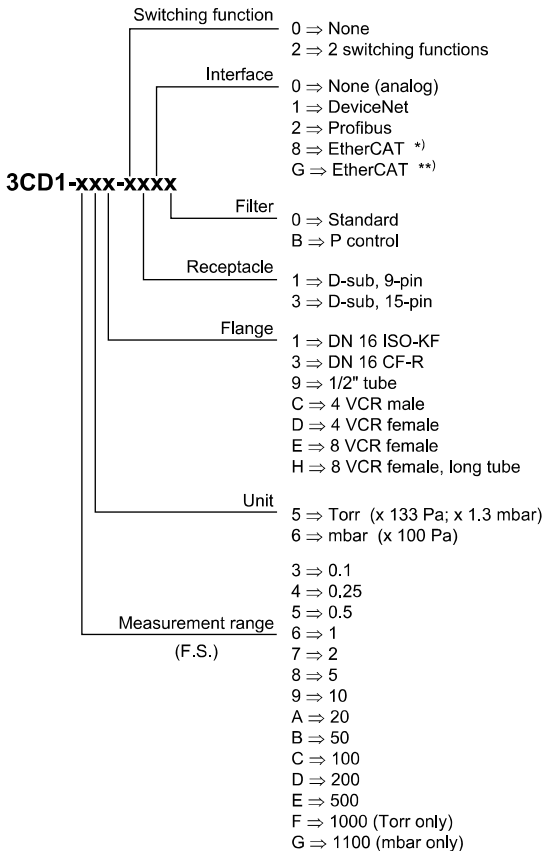 Switching function
0 ⇒ None
2 ⇒ 2 switching functions
Interface
0 ⇒ None (analog)
1 ⇒ DeviceNet
2 ⇒ Profibus
8 ⇒ EtherCAT *)
G ⇒ EtherCAT **)
3CD1-xxx-xxxx
Filter
0 ⇒ Standard
B ⇒ P control
Receptacle
1 ⇒ D-sub, 9-pin
3 ⇒ D-sub, 15-pin
Flange
1 ⇒ DN 16 ISO-KF
3 ⇒ DN 16 CF-R
9 ⇒ 1/2" tube
C ⇒ 4 VCR male
D ⇒ 4 VCR female
E ⇒ 8 VCR female
H ⇒ 8 VCR female, long tube
Unit
5 ⇒ Torr (x 133 Pa; x 1.3 mbar)
6 ⇒ mbar (x 100 Pa)
Measurement range
(F.S.)
3 ⇒ 0.1
4 ⇒ 0.25
5 ⇒ 0.5
6 ⇒ 1
7 ⇒ 2
8 ⇒ 5
9 ⇒ 10
A ⇒ 20
B ⇒ 50
C ⇒ 100
D ⇒ 200
E ⇒ 500
F ⇒ 1000 (Torr only)
G ⇒ 1100 (mbar only)